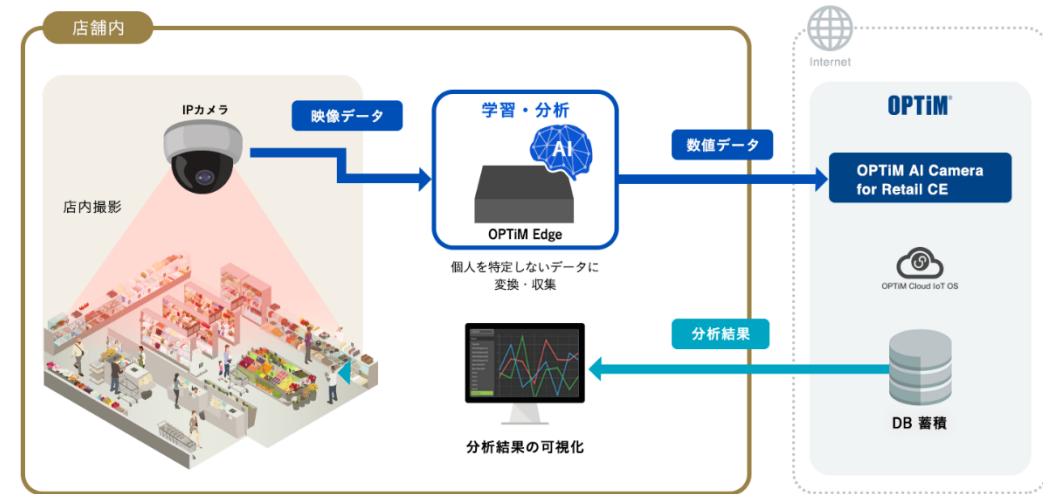 店舗内
Internet
IPカメラ
映像データ
学習・分析
AI
OPTiM Edge
個人を特定しないデータに
変換・収集
店内撮影
数値データ
OPTiM®
OPTiM AI Camera
for Retail CE
OPTiM Cloud IoT OS
分析結果
分析結果の可視化
DB 蓄積